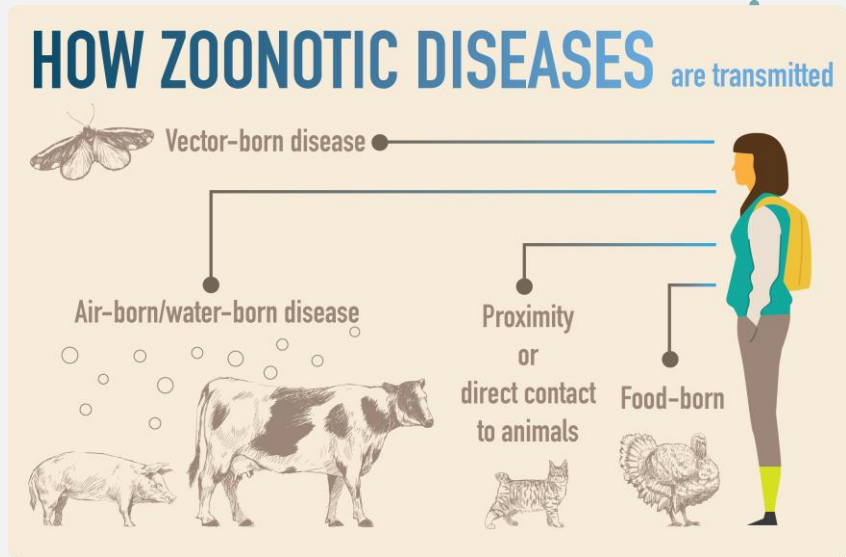 HOW ZOONOTIC DISEASES are transmitted
Vector-born disease
Air-born/water-born disease
Proximity
or
direct contact
to animals
Food-born